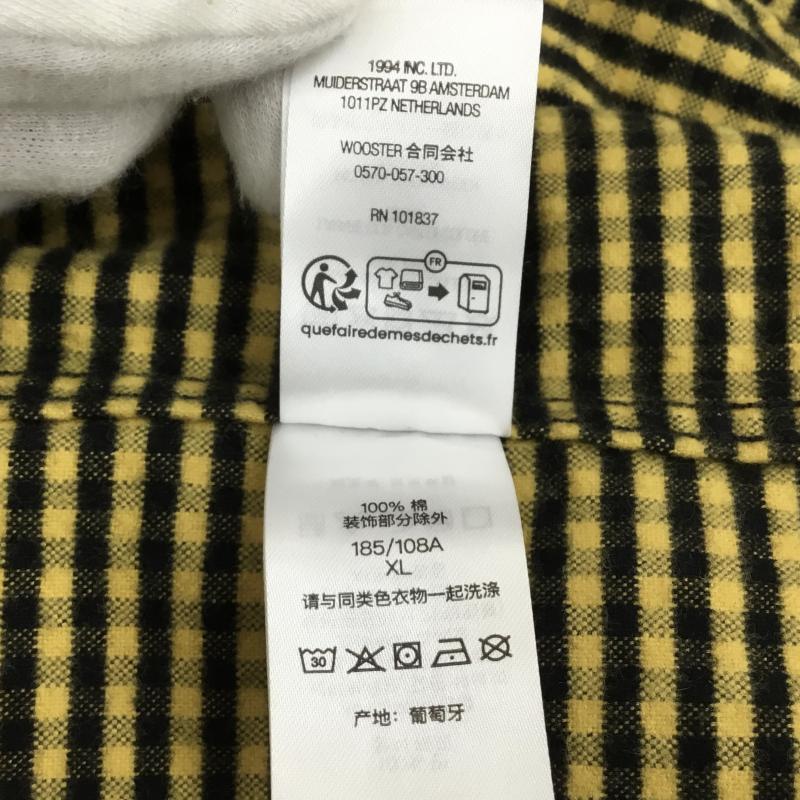 1994 INC. LTD.
MUIDERSTRAAT 9B AMSTERDAM
1011PZ NETHERLANDS
WOOSTER 合同会社
0570-057-300
RN 101837
FR
quefairedemesdechets.fr
100% 棉
装饰部分除外
185/108A
XL
请与同类色衣物一起洗涤
30
产地：葡萄牙